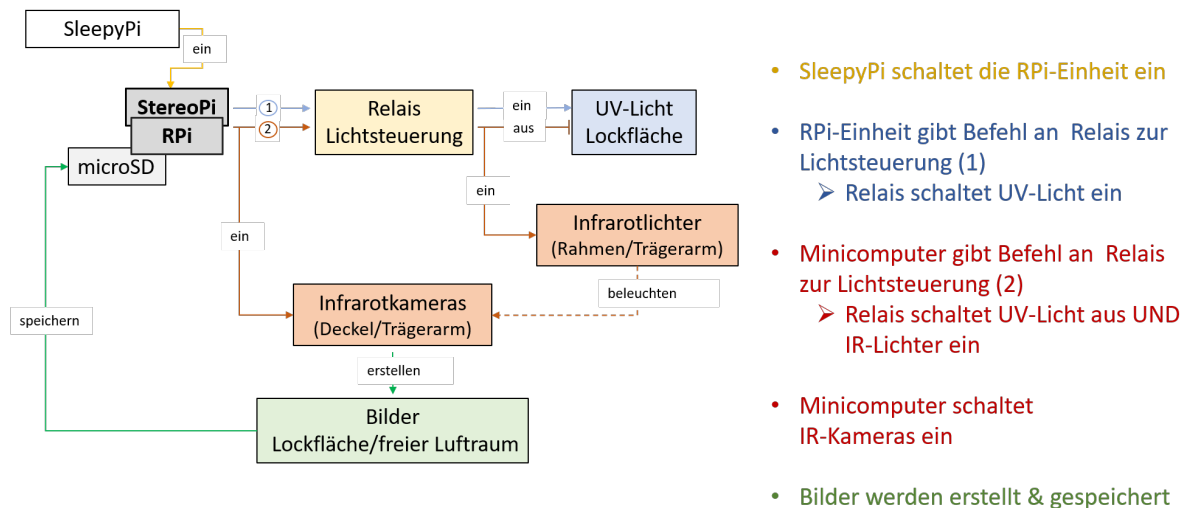 SleepyPi
ein
StereoPi
RPi
microSD
1
2
Relais
Lichtsteuerung
ein
aus
UV-Licht
Lockfläche
ein
ein
Infrarotlichter
(Rahmen/Trägerarm)
beleuchten
Infrarotkameras
(Deckel/Trägerarm)
speichern
erstellen
Bilder
Lockfläche/freier Luftraum
• SleepyPi schaltet die RPi-Einheit ein
• RPi-Einheit gibt Befehl an Relais zur
Lichtsteuerung (1)
➢ Relais schaltet UV-Licht ein
• Minicomputer gibt Befehl an Relais
zur Lichtsteuerung (2)
➢ Relais schaltet UV-Licht aus UND
IR-Lichter ein
• Minicomputer schaltet
IR-Kameras ein
• Bilder werden erstellt & gespeichert